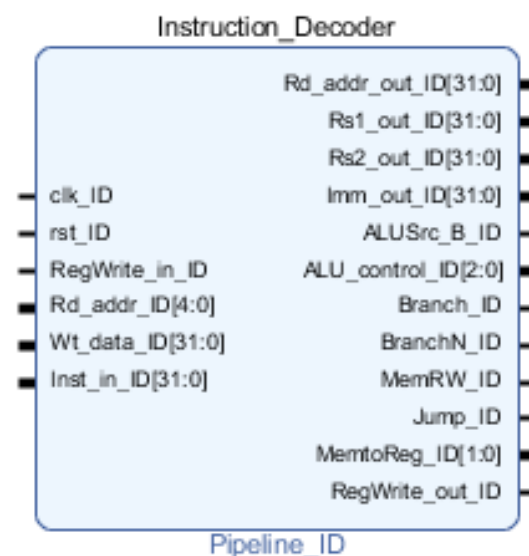 Instruction_Decoder
Rd_addr_out_ID[31:0]
Rs1_out_ID[31:0]
Rs2_out_ID[31:0]
clk_ID
Imm_out_ID[31:0]
rst_ID
ALUSrc_B_ID
RegWrite_in_ID
ALU_control_ID[2:0]
Rd_addr_ID[4:0]
Branch_ID
Wt_data_ID[31:0]
BranchN_ID
Inst_in_ID[31:0]
MemRW_ID
Jump_ID
MemtoReg_ID[1:0]
RegWrite_out_ID
Pipeline_ID